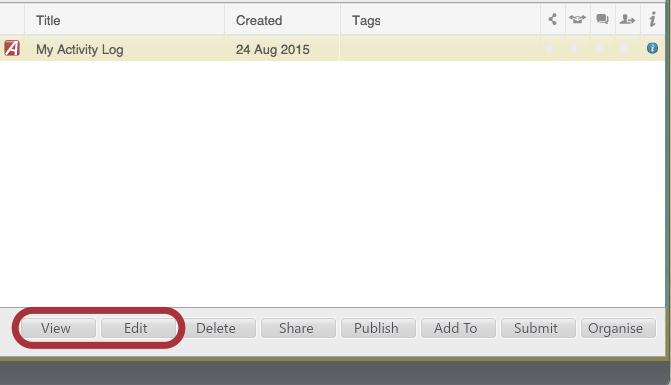 Title Created Tags
My Activity Log 24 Aug 2015
View Edit Delete Share Publish Add To Submit Organise